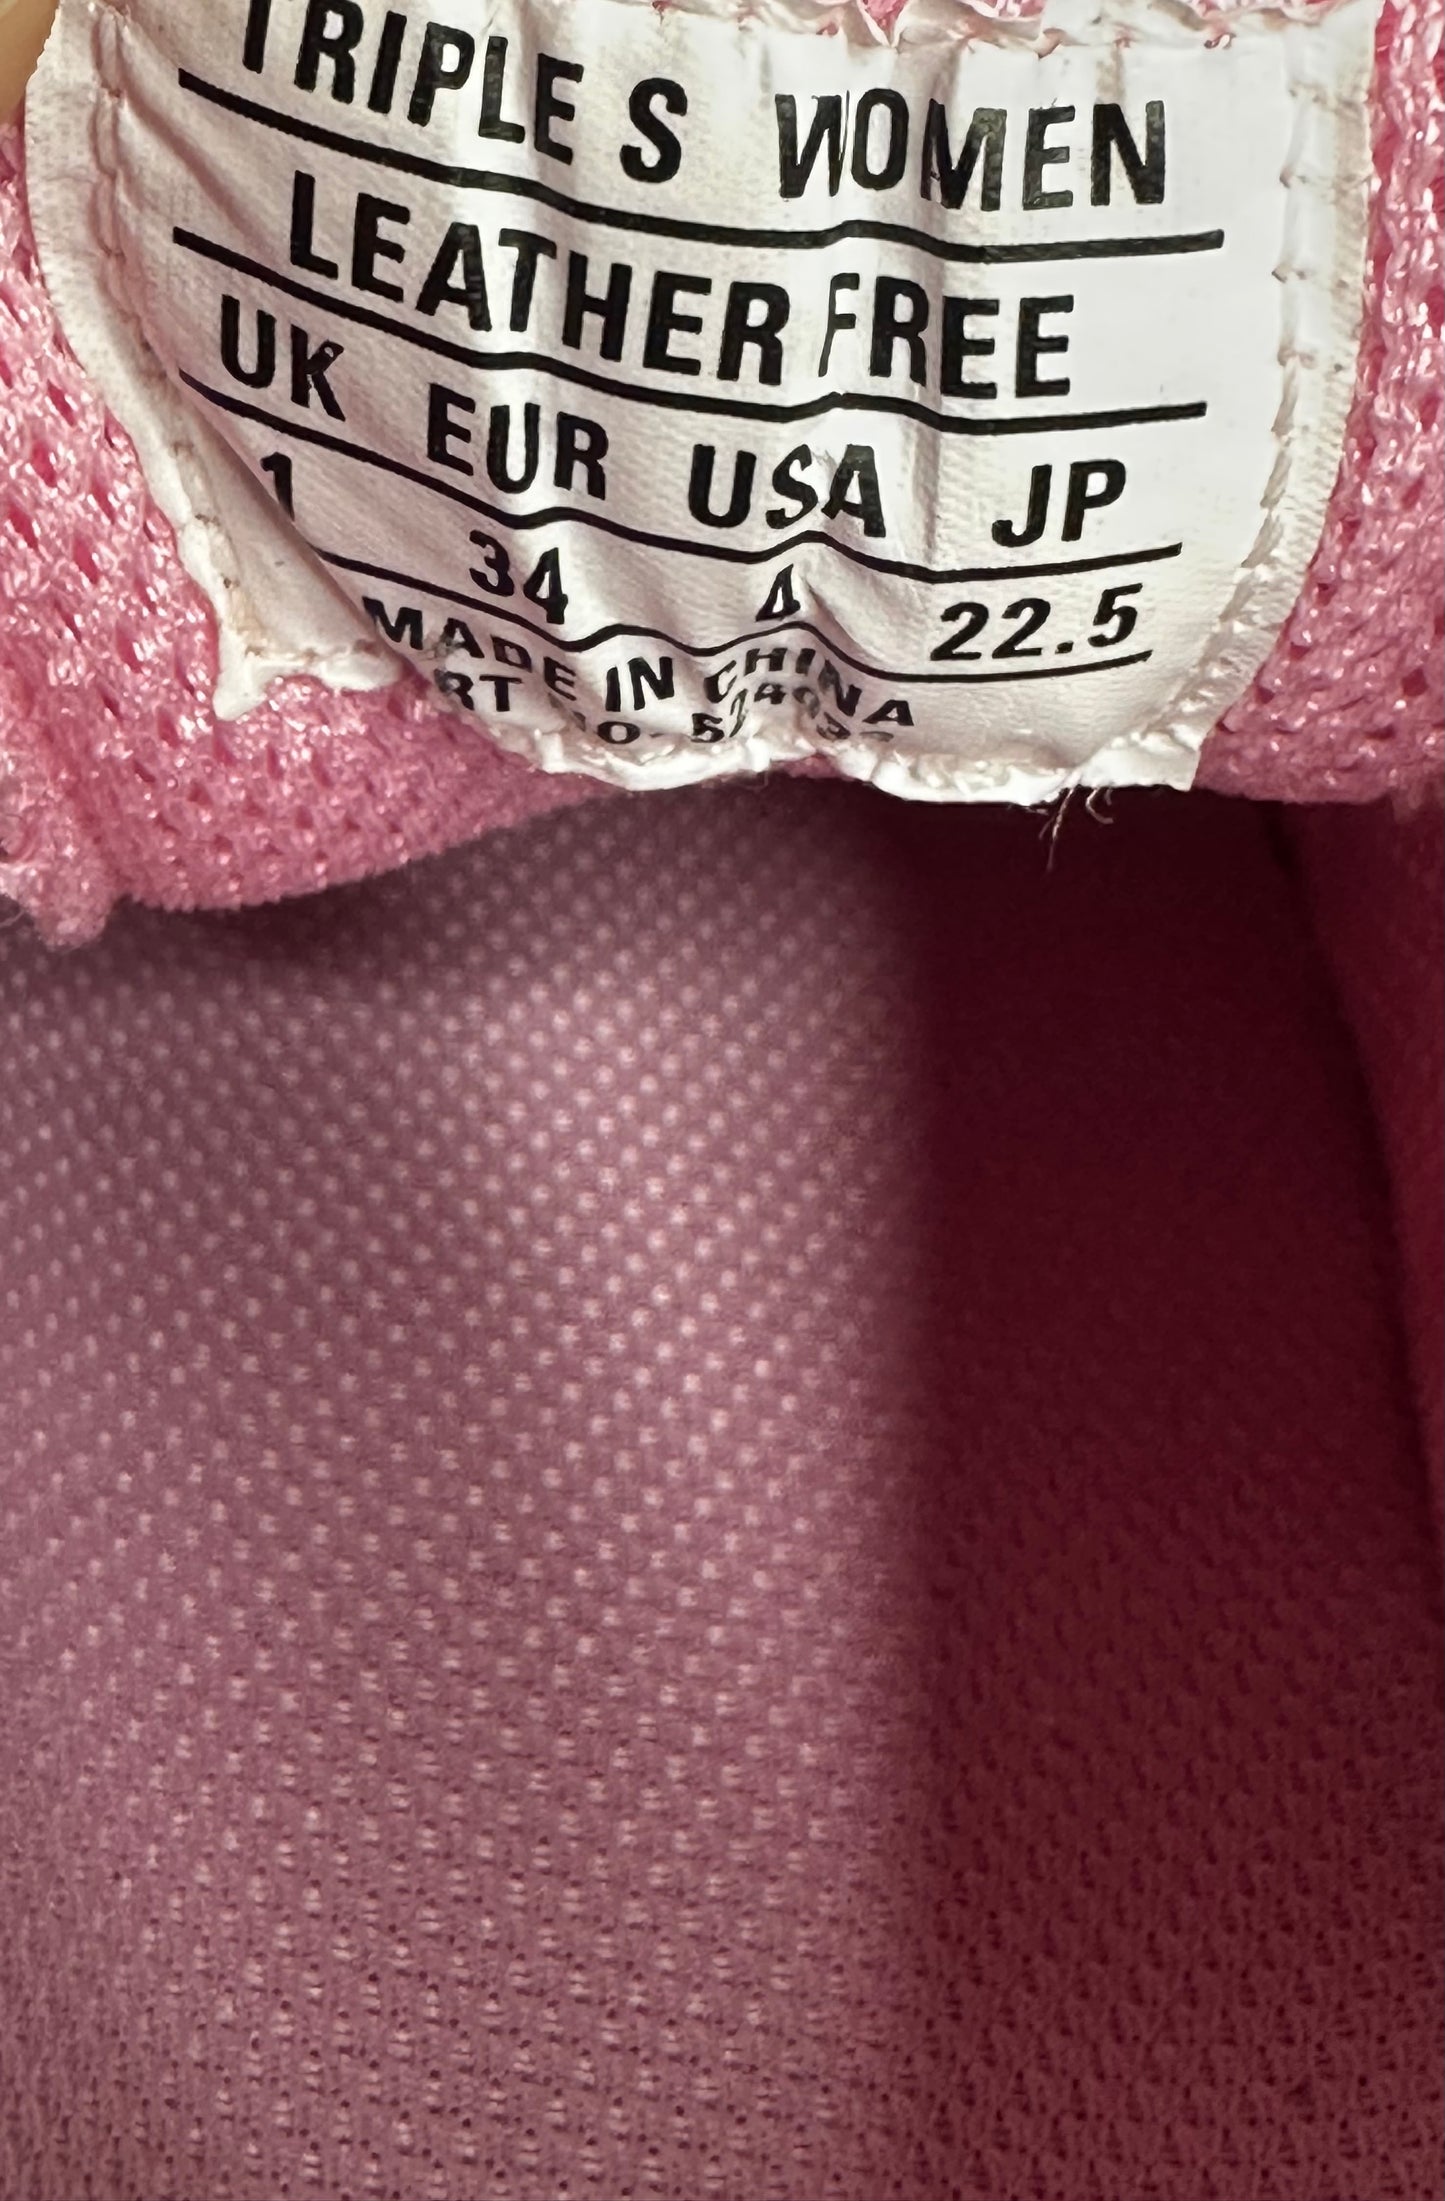 TRIPLE S WOMEN
LEATHER FREE
UK EUR USA JP
1 34 4 22.5
MADE IN CHINA